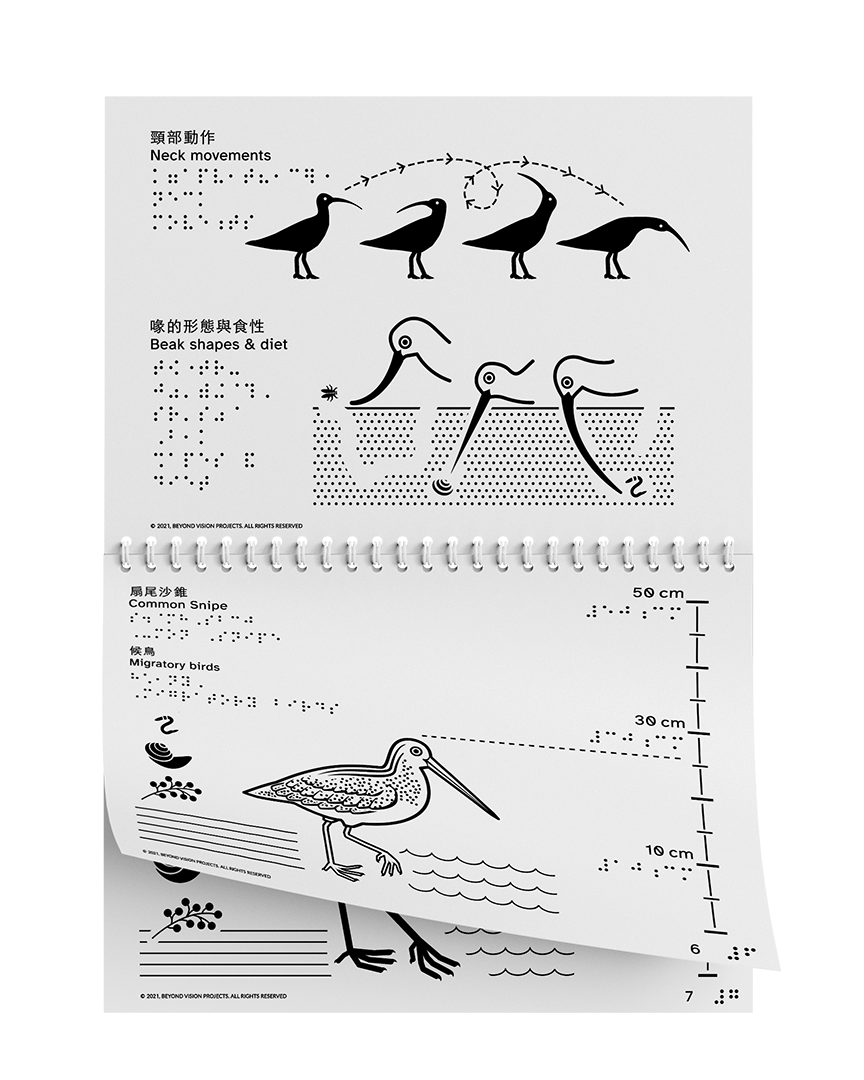 頸部動作
Neck movements
喙的形態與食性
Beak shapes & diet
© 2021, BEYOND VISION PROJECTS. ALL RIGHTS RESERVED
扇尾沙錐
Common Snipe
候鳥
Migratory birds
50 cm
30 cm
10 cm
© 2021, BEYOND VISION PROJECTS. ALL RIGHTS RESERVED
6
© 2021, BEYOND VISION PROJECTS. ALL RIGHTS RESERVED
7